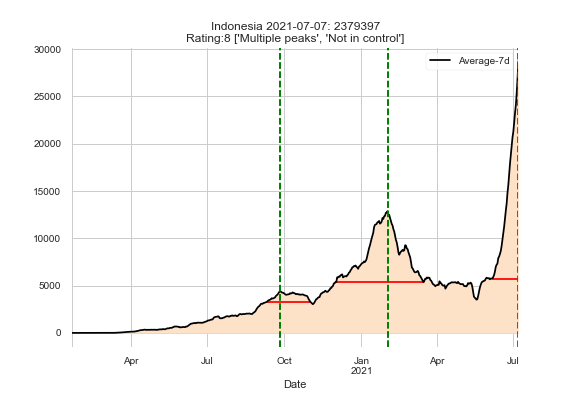 Indonesia 2021-07-07: 2379397
Rating:8 ['Multiple peaks', 'Not in control']
Average-7d
30000
25000
20000
15000
10000
5000
0
Apr
Jul
Oct
Jan
2021
Apr
Jul
Date